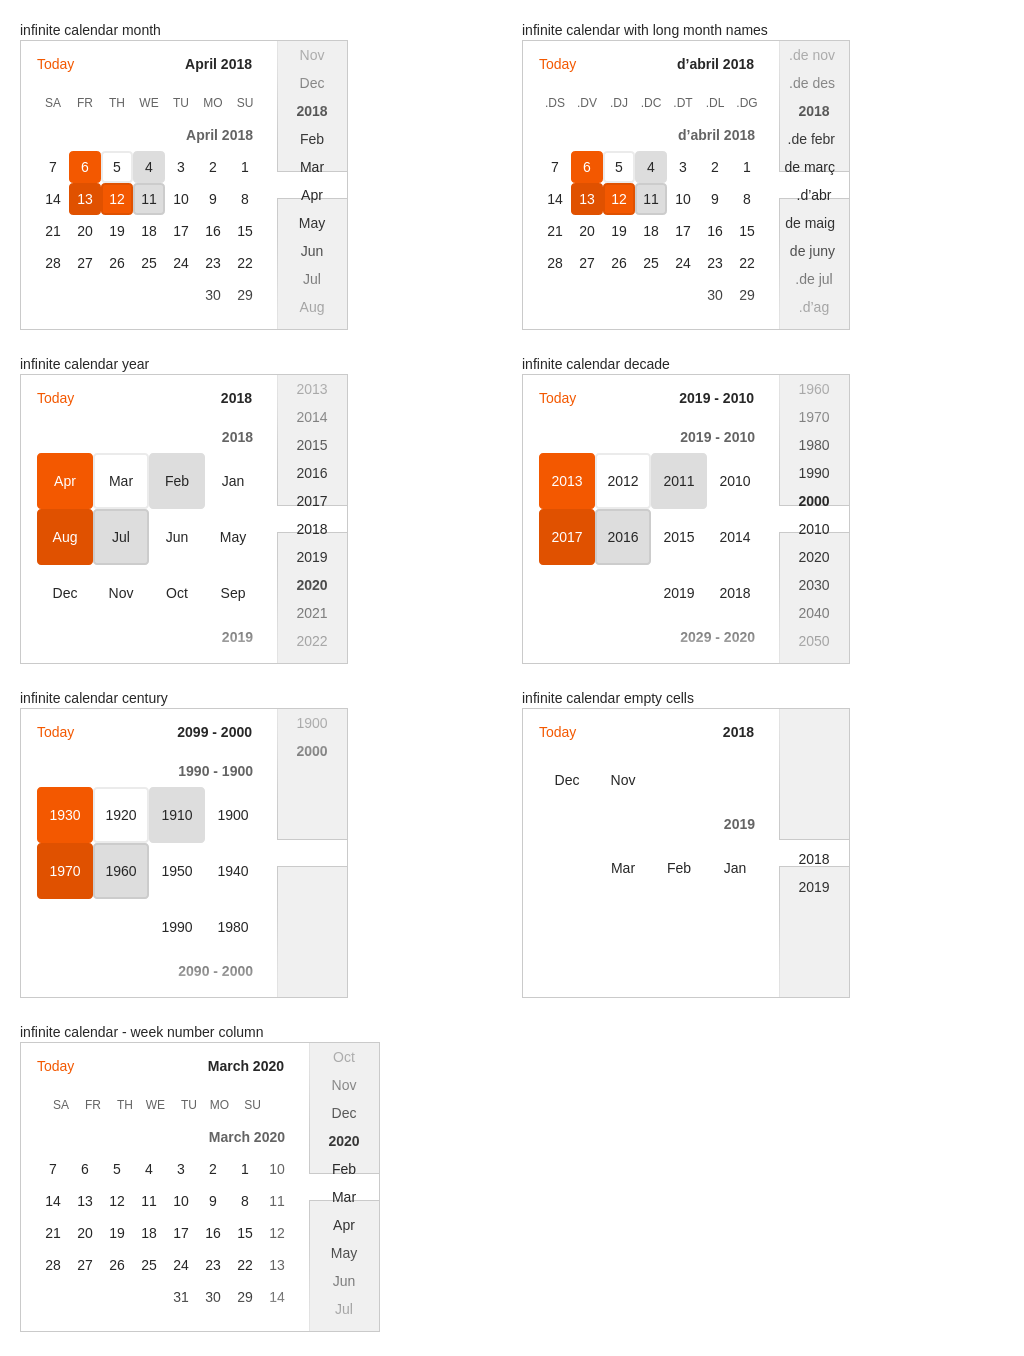 infinite calendar month
Today April 2018
SA FR TH WE TU MO SU
April 2018
7 6 5 4 3 2 1
14 13 12 11 10 9 8
21 20 19 18 17 16 15
28 27 26 25 24 23 22
30 29
Nov
Dec
2018
Feb
Mar
Apr
May
Jun
Jul
Aug
infinite calendar with long month names
Today d’abril 2018
.DS .DV .DJ .DC .DT .DL .DG
d’abril 2018
7 6 5 4 3 2 1
14 13 12 11 10 9 8
21 20 19 18 17 16 15
28 27 26 25 24 23 22
30 29
.de nov
.de des
2018
.de febr
de març
.d’abr
de maig
de juny
.de jul
.d’ag
infinite calendar year
Today 2018
2018
Apr Mar Feb Jan
Aug Jul Jun May
Dec Nov Oct Sep
2019
2013
2014
2015
2016
2017
2018
2019
2020
2021
2022
infinite calendar decade
Today 2019 - 2010
2019 - 2010
2013 2012 2011 2010
2017 2016 2015 2014
2019 2018
2029 - 2020
1960
1970
1980
1990
2000
2010
2020
2030
2040
2050
infinite calendar century
Today 2099 - 2000
1990 - 1900
1930 1920 1910 1900
1970 1960 1950 1940
1990 1980
2090 - 2000
1900
2000
infinite calendar empty cells
Today 2018
Dec Nov
2019
Mar Feb Jan
2018
2019
infinite calendar - week number column
Today March 2020
SA FR TH WE TU MO SU
March 2020
7 6 5 4 3 2 1 10
14 13 12 11 10 9 8 11
21 20 19 18 17 16 15 12
28 27 26 25 24 23 22 13
31 30 29 14
Oct
Nov
Dec
2020
Feb
Mar
Apr
May
Jun
Jul